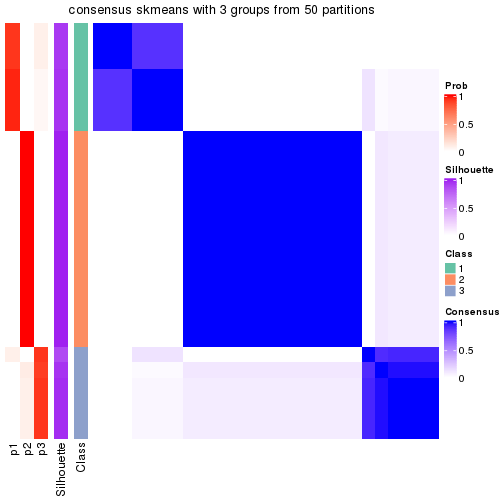 consensus skmeans with 3 groups from 50 partitions
Prob
1
0.5
0
Silhouette
1
0.5
0
Class
1
2
3
Consensus
1
0.5
0
p1
p2
p3
Silhouette
Class